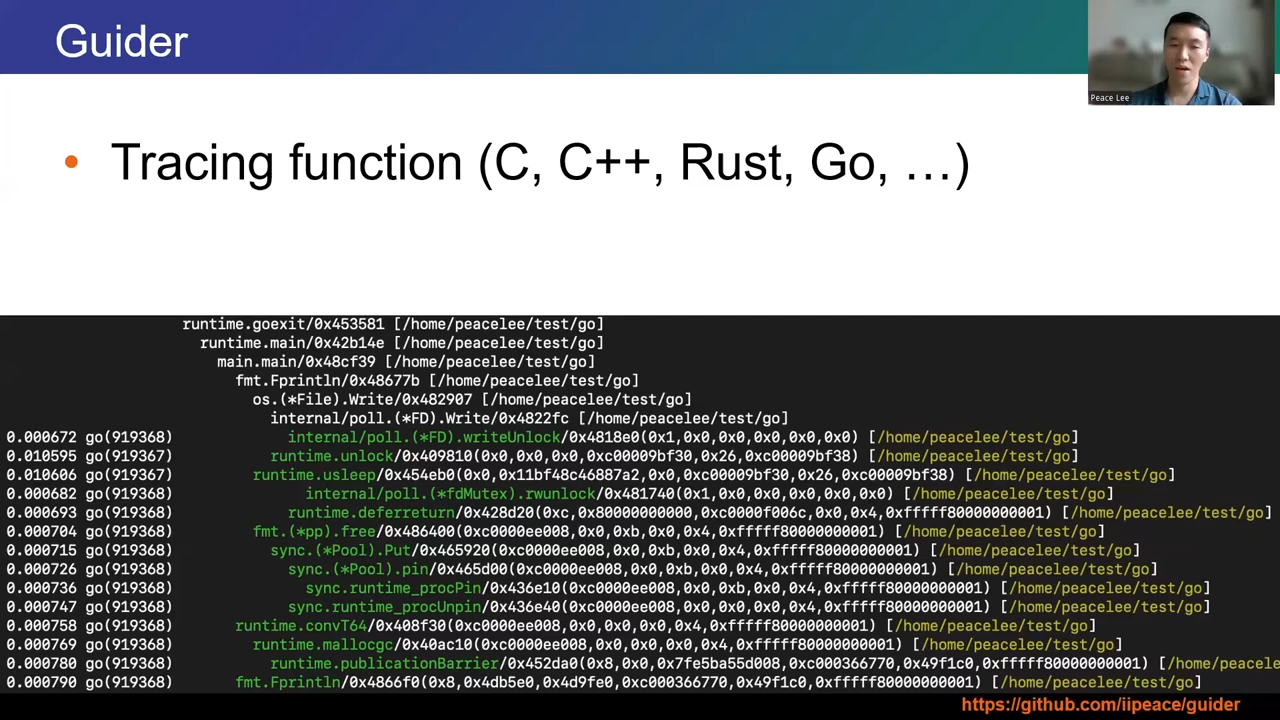 Guider
Peace Lee
• Tracing function (C, C++, Rust, Go, …)
runtime.goexit/0x453581 [/home/peacelee/test/go]
runtime.main/0x42b14e [/home/peacelee/test/go]
main.main/0x48cf39 [/home/peacelee/test/go]
fmt.Fprintln/0x48677b [/home/peacelee/test/go]
os.(*File).Write/0x482907 [/home/peacelee/test/go]
internal/poll.(*FD).Write/0x4822fc [/home/peacelee/test/go]
0.000672 go(919368) internal/poll.(*FD).writeUnlock/0x4818e0(0x1,0x0,0x0,0x0,0x0,0x0) [/home/peacelee/test/go]
0.010595 go(919367) runtime.unlock/0x409810(0x0,0x0,0x0,0xc00009bf30,0x26,0xc00009bf38) [/home/peacelee/test/go]
0.010606 go(919367) runtime.usleep/0x454eb0(0x0,0x11bf48c46887a2,0x0,0xc00009bf30,0x26,0xc00009bf38) [/home/peacelee/test/go]
0.000682 go(919368) internal/poll.(*fdMutex).rwunlock/0x481740(0x1,0x0,0x0,0x0,0x0,0x0) [/home/peacelee/test/go]
0.000693 go(919368) runtime.deferreturn/0x428d20(0xc,0x80000000000,0xc0000f006c,0x0,0x4,0xfffff80000000001) [/home/peacelee/test/go]
0.000704 go(919368) fmt.(*pp).free/0x486400(0xc0000ee008,0x0,0xb,0x0,0x4,0xfffff80000000001) [/home/peacelee/test/go]
0.000715 go(919368) sync.(*Pool).Put/0x465920(0xc0000ee008,0x0,0xb,0x0,0x4,0xfffff80000000001) [/home/peacelee/test/go]
0.000726 go(919368) sync.(*Pool).pin/0x465d00(0xc0000ee008,0x0,0xb,0x0,0x4,0xfffff80000000001) [/home/peacelee/test/go]
0.000736 go(919368) sync.runtime_procPin/0x436e10(0xc0000ee008,0x0,0xb,0x0,0x4,0xfffff80000000001) [/home/peacelee/test/go]
0.000747 go(919368) sync.runtime_procUnpin/0x436e40(0xc0000ee008,0x0,0x0,0x0,0x4,0xfffff80000000001) [/home/peacelee/test/go]
0.000758 go(919368) runtime.convT64/0x408f30(0xc0000ee008,0x0,0x0,0x0,0x4,0xfffff80000000001) [/home/peacelee/test/go]
0.000769 go(919368) runtime.mallocgc/0x40ac10(0xc0000ee008,0x0,0x0,0x0,0x4,0xfffff80000000001) [/home/peacelee/test/go]
0.000780 go(919368) runtime.publicationBarrier/0x452da0(0x8,0x0,0x7fe5ba55d008,0xc000366770,0x49f1c0,0xfffff80000000001) [/home/peacele
0.000790 go(919368) fmt.Fprintln/0x4866f0(0x8,0x4db5e0,0x4d9fe0,0xc000366770,0x49f1c0,0xfffff80000000001) [/home/peacelee/test/go]
https://github.com/iipeace/guider